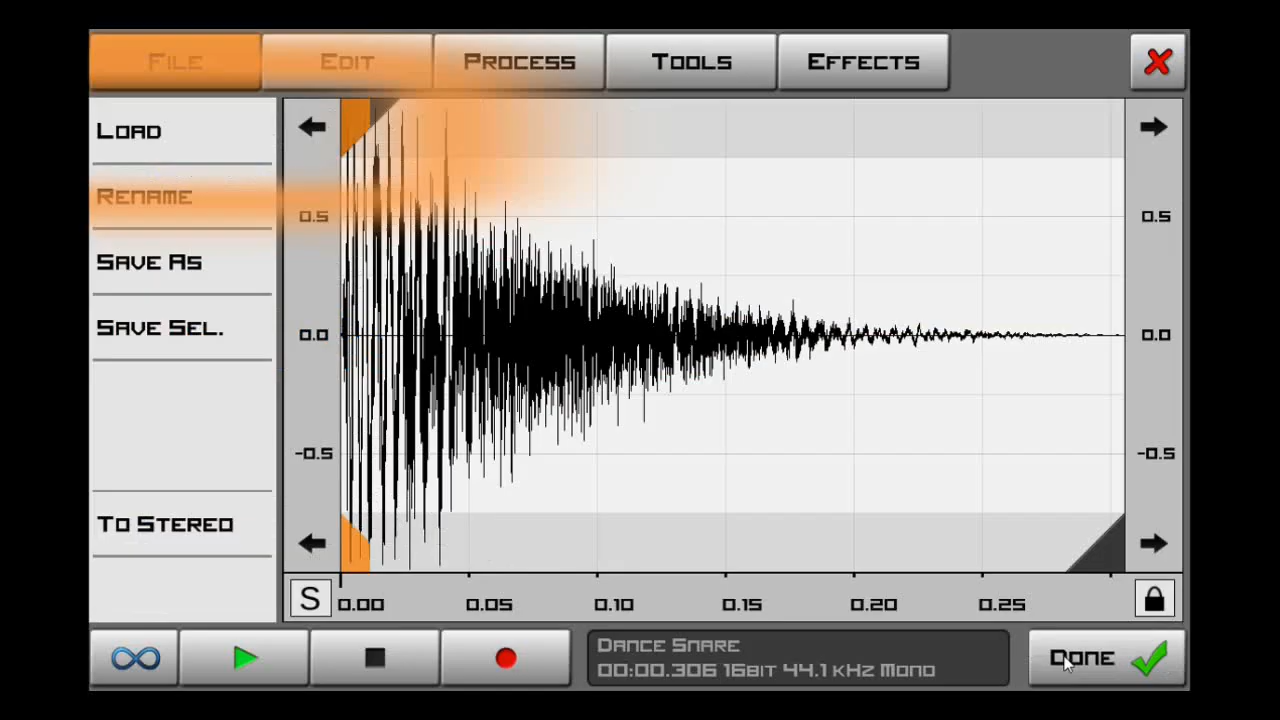 FILE EDIT PROCESS TOOLS EFFECTS
LOAD
RENAME
SAVE AS
SAVE SEL.
TO STEREO
0.5 0.5
0.0 0.0
-0.5 -0.5
S 0.00 0.05 0.10 0.15 0.20 0.25
DANCE SNARE
00:00.306 16BIT 44.1 KHZ MONO
DONE